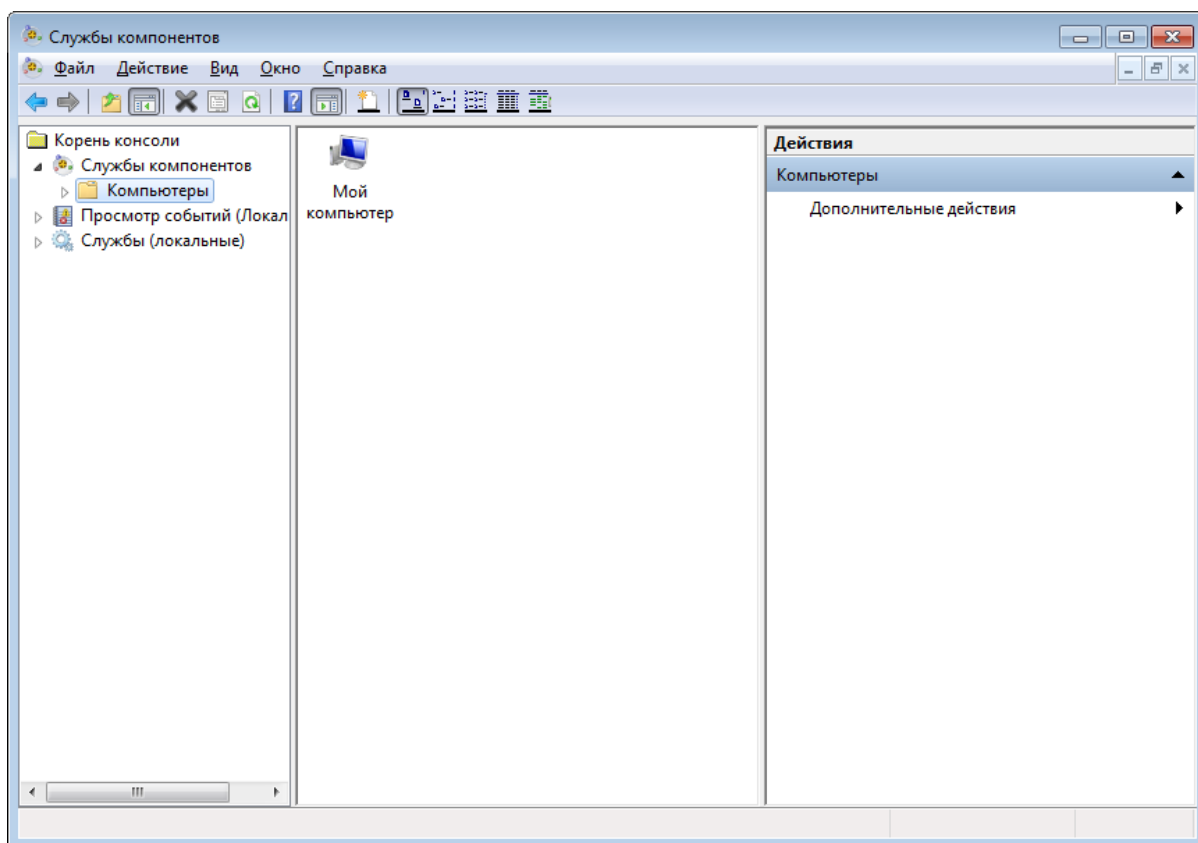 Службы компонентов
Файл Действие Вид Окно Справка
Корень консоли
Службы компонентов
Компьютеры
Просмотр событий (Локал
Службы (локальные)
Мой
компьютер
Действия
Компьютеры
Дополнительные действия